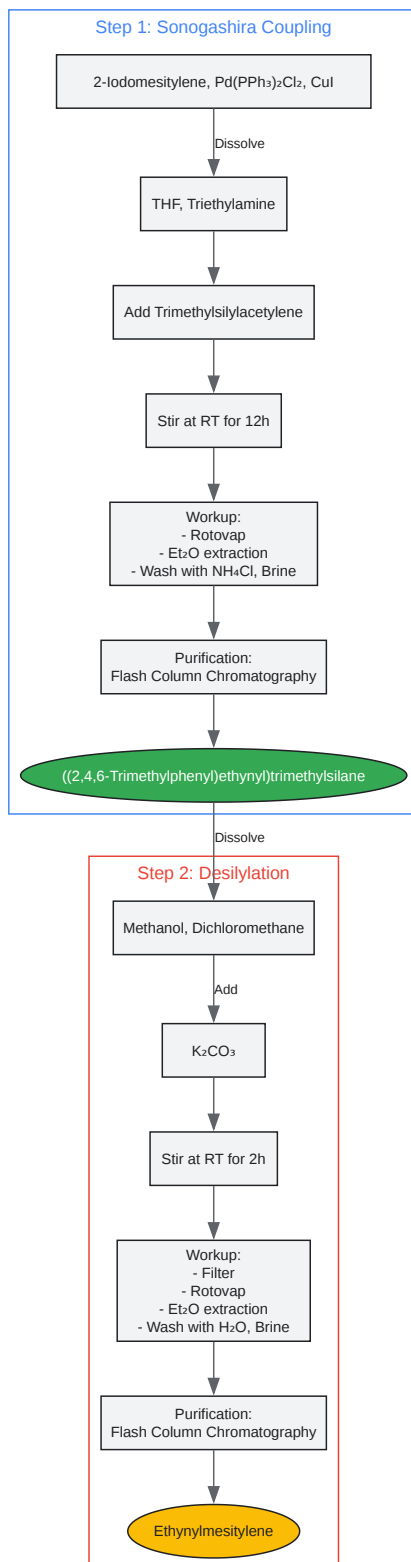 Step 1: Sonogashira Coupling
2-Iodomesitylene, Pd(PPh₃)₂Cl₂, CuI
Dissolve
THF, Triethylamine
Add Trimethylsilylacetylene
Stir at RT for 12h
Workup:
- Rotovap
- Et₂O extraction
- Wash with NH₄Cl, Brine
Purification:
Flash Column Chromatography
((2,4,6-Trimethylphenyl)ethynyl)trimethylsilane
Dissolve
Step 2: Desilylation
Methanol, Dichloromethane
Add
K₂CO₃
Stir at RT for 2h
Workup:
- Filter
- Rotovap
- Et₂O extraction
- Wash with H₂O, Brine
Purification:
Flash Column Chromatography
Ethynylmesitylene